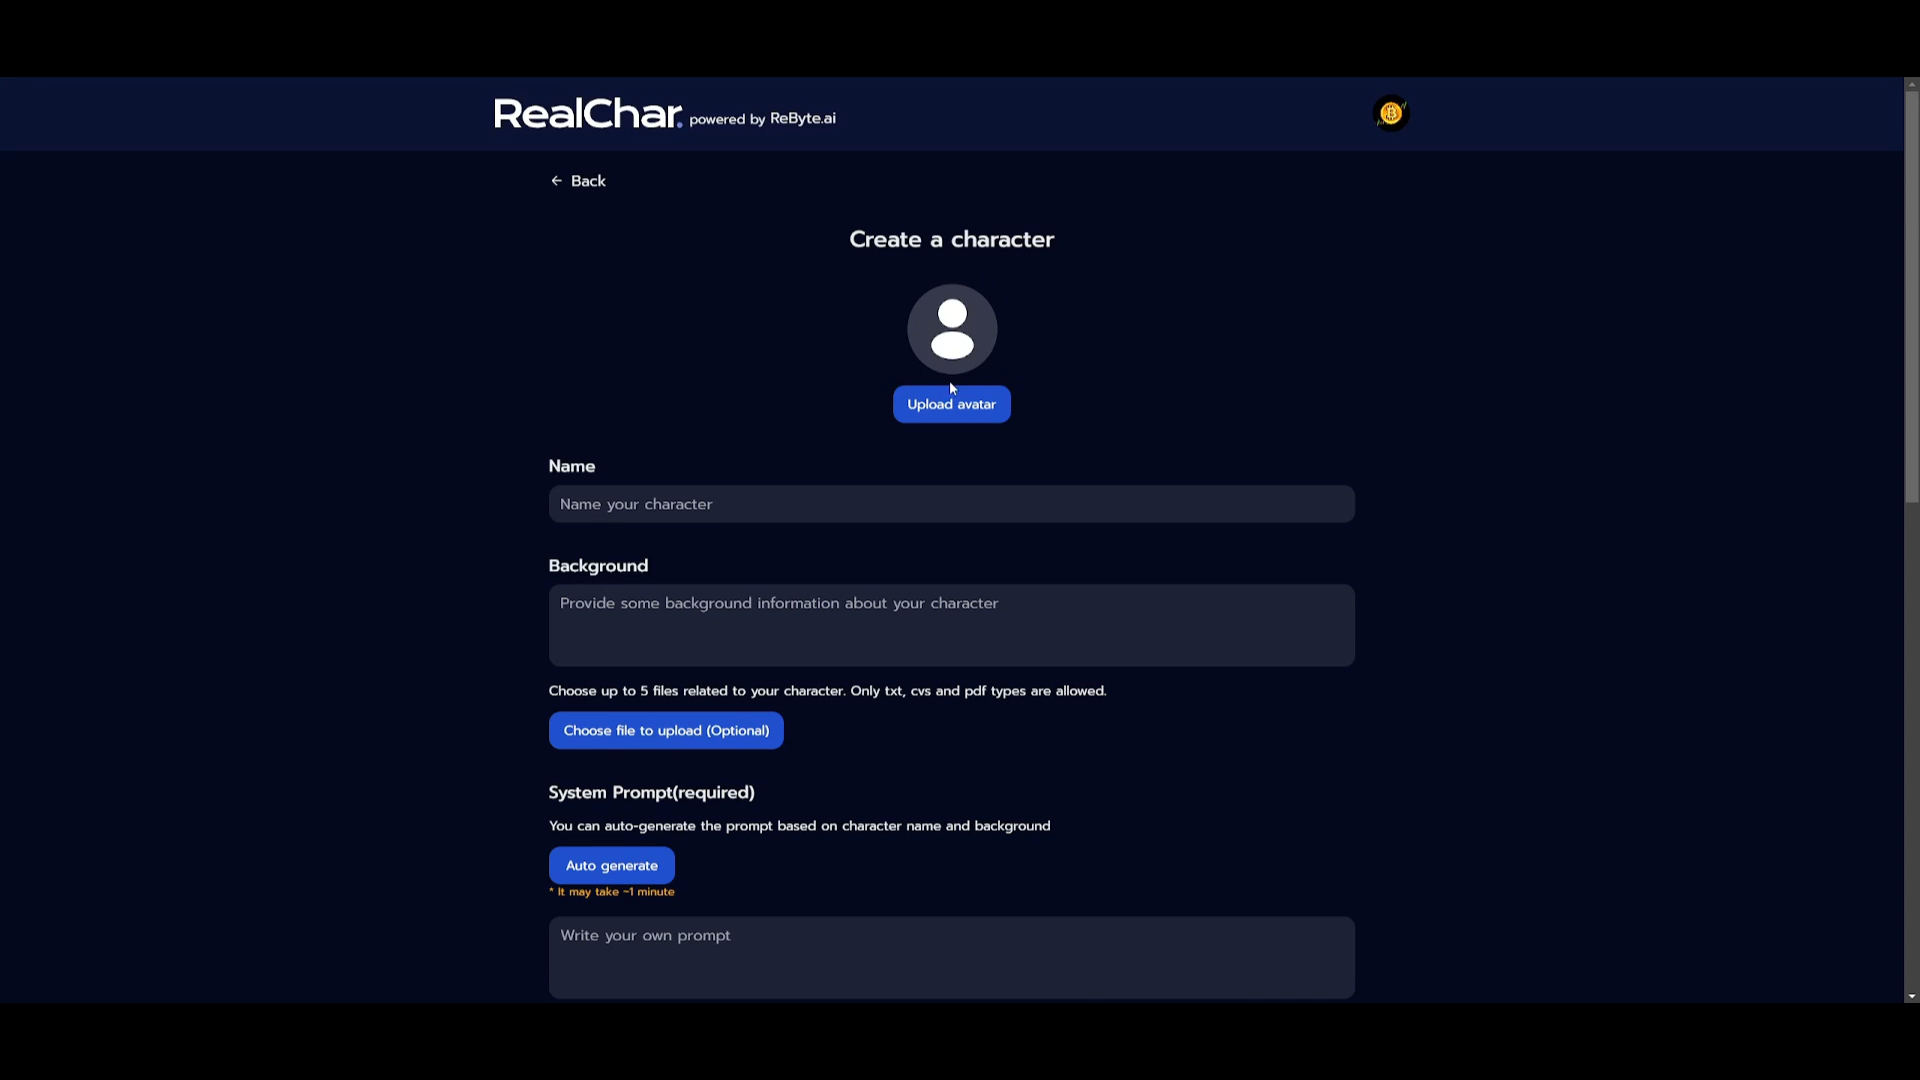 RealChar. powered by ReByte.ai
← Back
Create a character
Upload avatar
Name
Name your character
Background
Provide some background information about your character
Choose up to 5 files related to your character. Only txt, cvs and pdf types are allowed.
Choose file to upload (Optional)
System Prompt(required)
You can auto-generate the prompt based on character name and background
Auto generate
* It may take ~1 minute
Write your own prompt